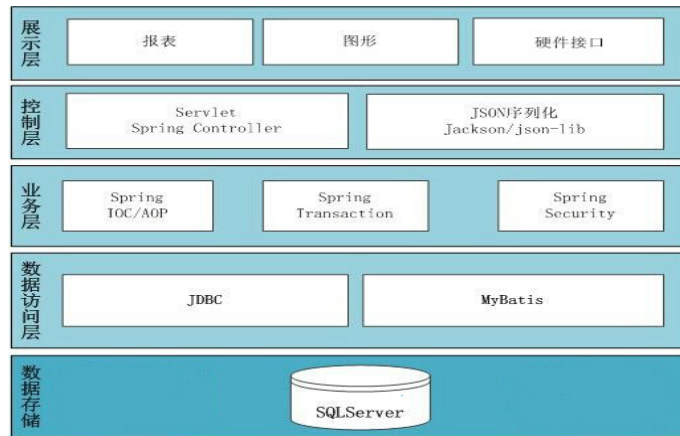 展示层
报表
图形
硬件接口
控制层
Servlet
Spring Controller
JSON序列化
Jackson/json-lib
业务层
Spring
IOC/AOP
Spring
Transaction
Spring
Security
数据访问层
JDBC
MyBatis
数据存储
SQLServer